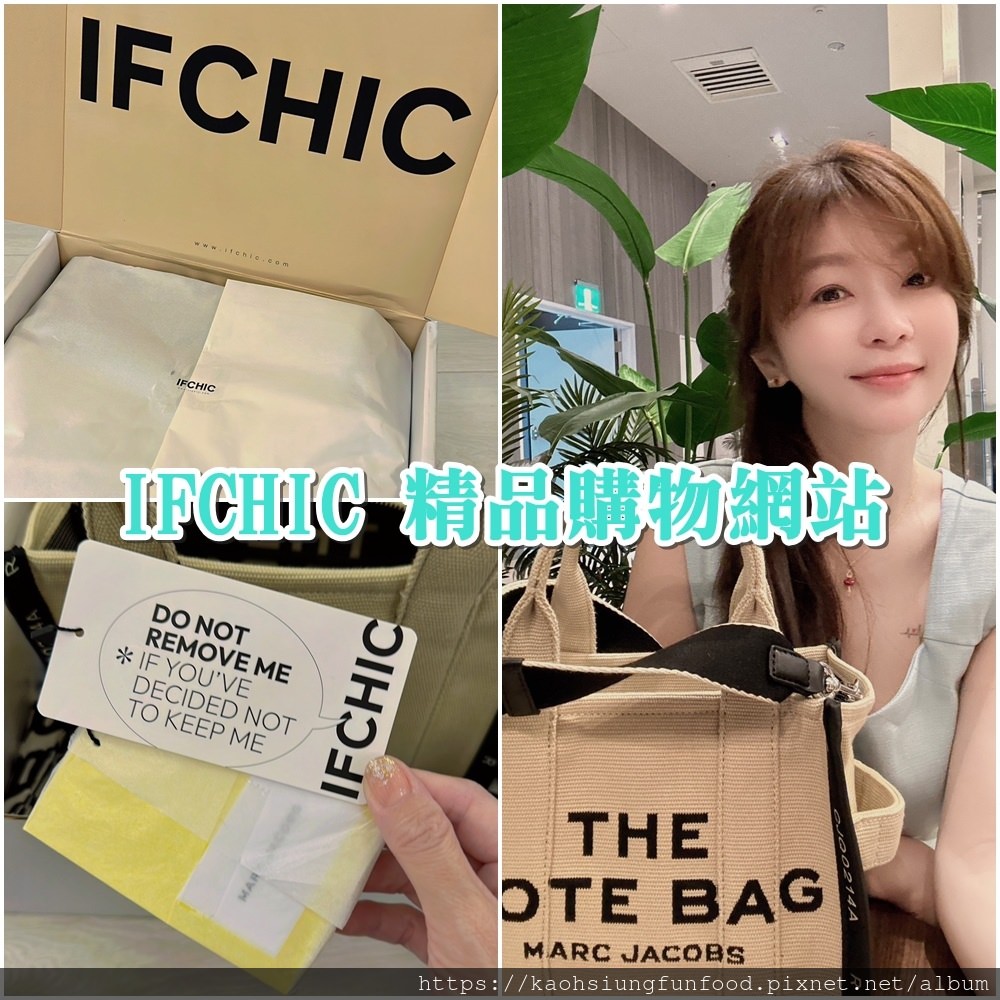 IFCHIC
www.ifchic.com
IFCHIC
IFCHIC 精品購物網站
DO NOT
REMOVE ME
* IF YOU'VE
DECIDED NOT
TO KEEP ME
IFCHIC
THE
OTE BAG
MARC JACOBS
https://kaohsiungfunfood.pixnet.net/album